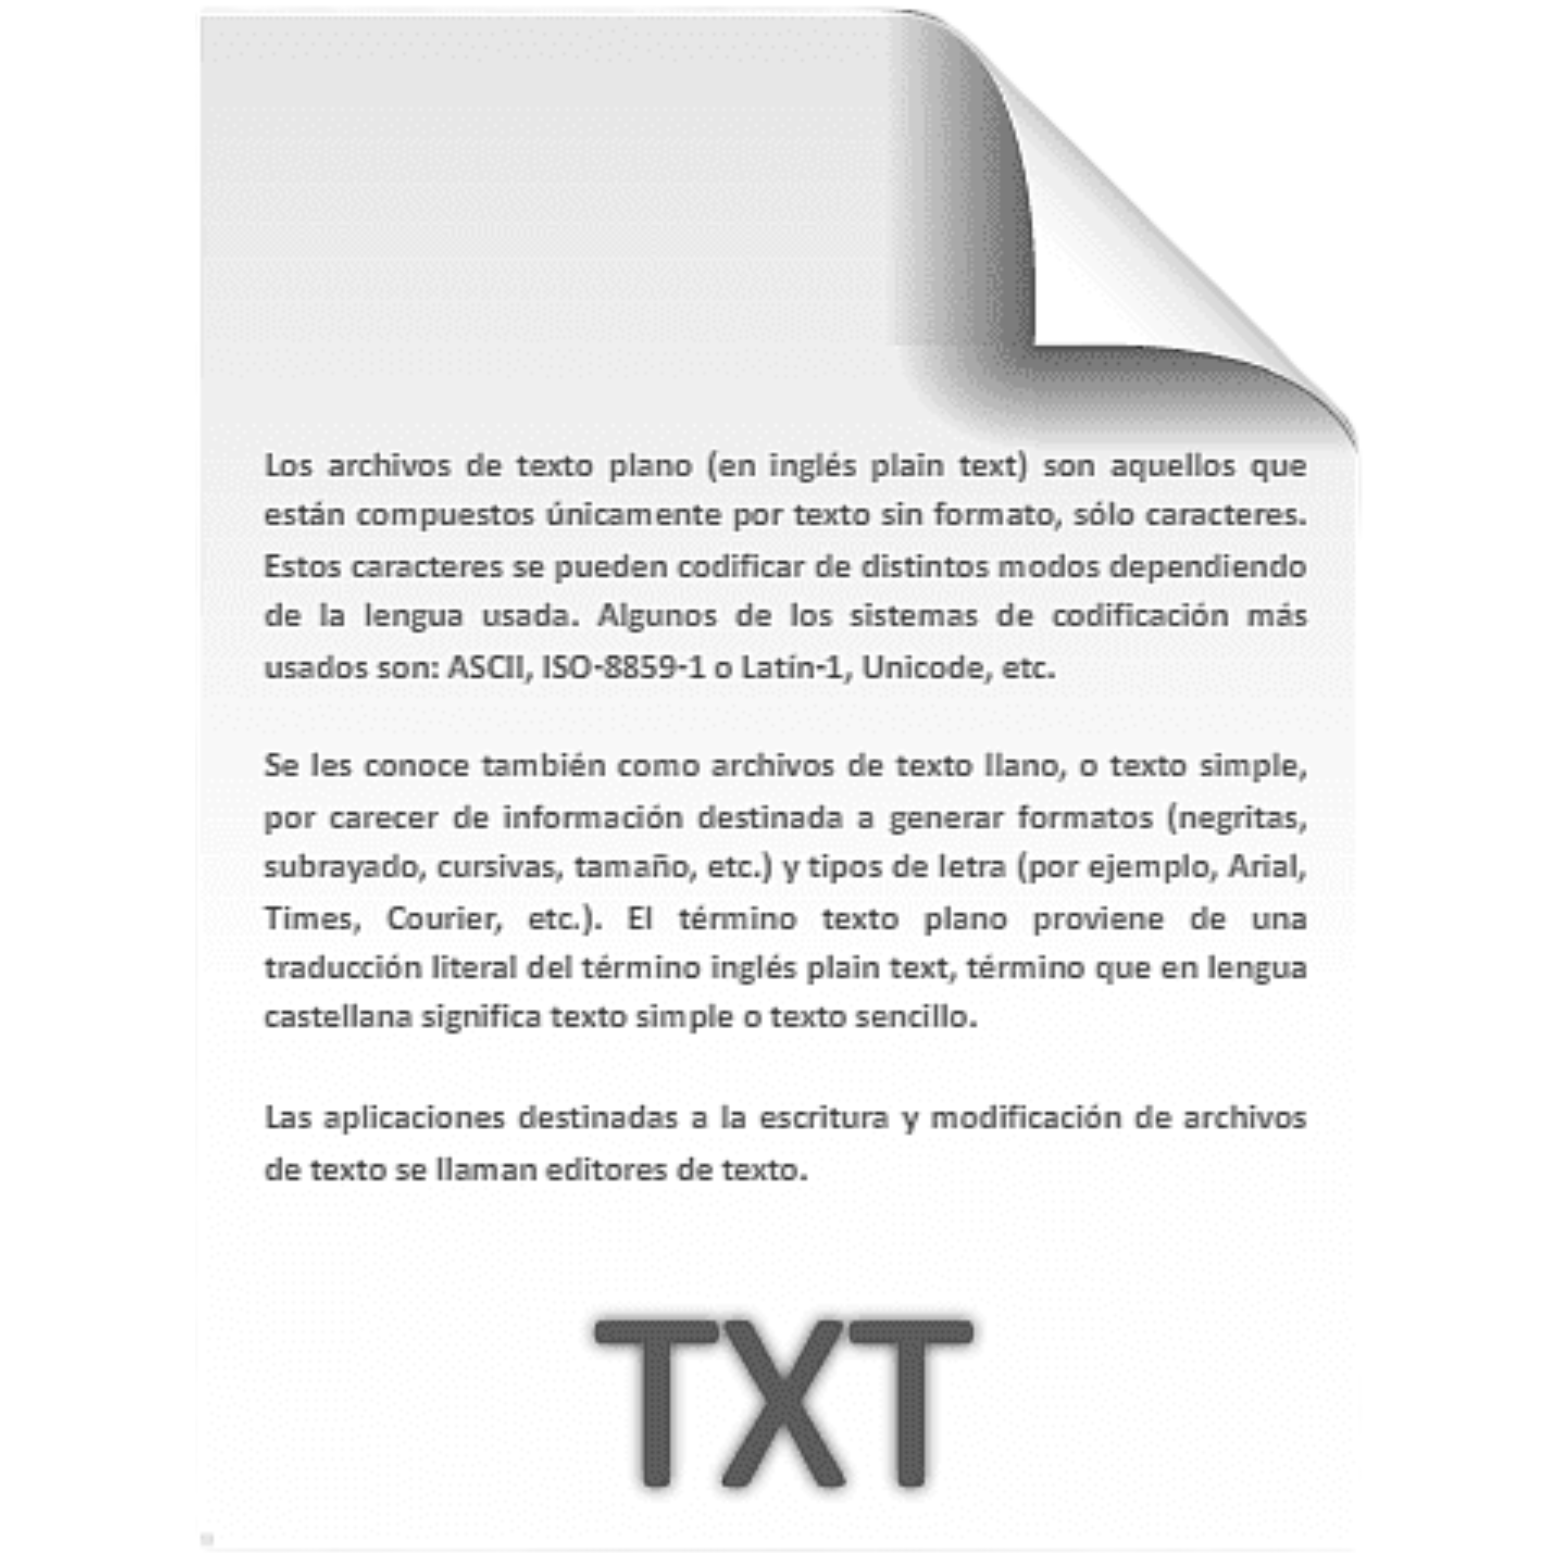 Los archivos de texto plano (en inglés plain text) son aquellos que
están compuestos únicamente por texto sin formato, sólo caracteres.
Estos caracteres se pueden codificar de distintos modos dependiendo
de la lengua usada. Algunos de los sistemas de codificación más
usados son: ASCII, ISO-8859-1 o Latín-1, Unicode, etc.
Se les conoce también como archivos de texto llano, o texto simple,
por carecer de información destinada a generar formatos (negritas,
subrayado, cursivas, tamaño, etc.) y tipos de letra (por ejemplo, Arial,
Times, Courier, etc.). El término texto plano proviene de una
traducción literal del término inglés plain text, término que en lengua
castellana significa texto simple o texto sencillo.
Las aplicaciones destinadas a la escritura y modificación de archivos
de texto se llaman editores de texto.
TXT